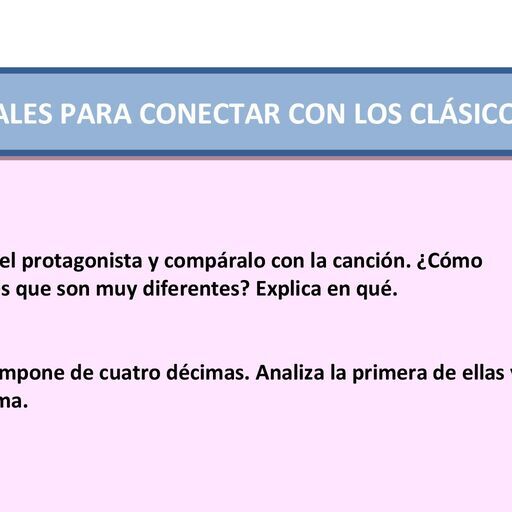 ALES PARA CONECTAR CON LOS CLÁSICO
el protagonista y compáralo con la canción. ¿Cómo
s que son muy diferentes? Explica en qué.
mpone de cuatro décimas. Analiza la primera de ellas
ma.